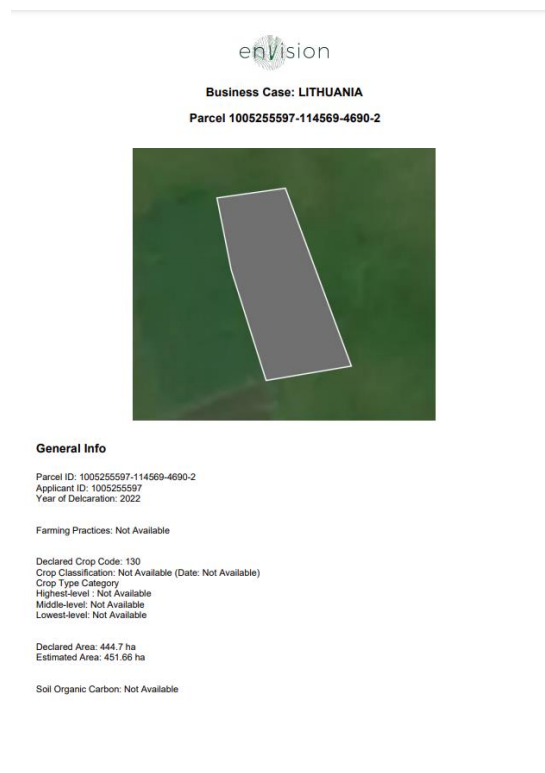 enVision
Business Case: LITHUANIA
Parcel 1005255597-114569-4690-2
General Info
Parcel ID: 1005255597-114569-4690-2
Applicant ID: 1005255597
Year of Delcaration: 2022
Farming Practices: Not Available
Declared Crop Code: 130
Crop Classification: Not Available (Date: Not Available)
Crop Type Category
Highest-level : Not Available
Middle-level: Not Available
Lowest-level: Not Available
Declared Area: 444.7 ha
Estimated Area: 451.66 ha
Soil Organic Carbon: Not Available